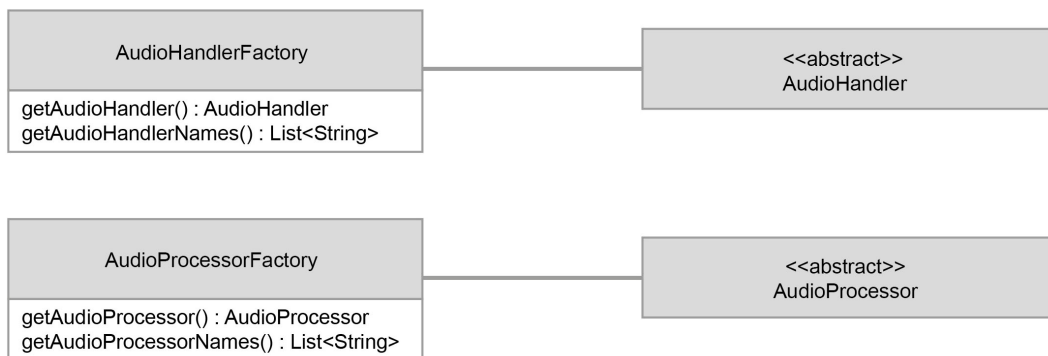 AudioHandlerFactory
getAudioHandler() : AudioHandler
getAudioHandlerNames() : List<String>
<<abstract>>
AudioHandler
AudioProcessorFactory
getAudioProcessor() : AudioProcessor
getAudioProcessorNames() : List<String>
<<abstract>>
AudioProcessor